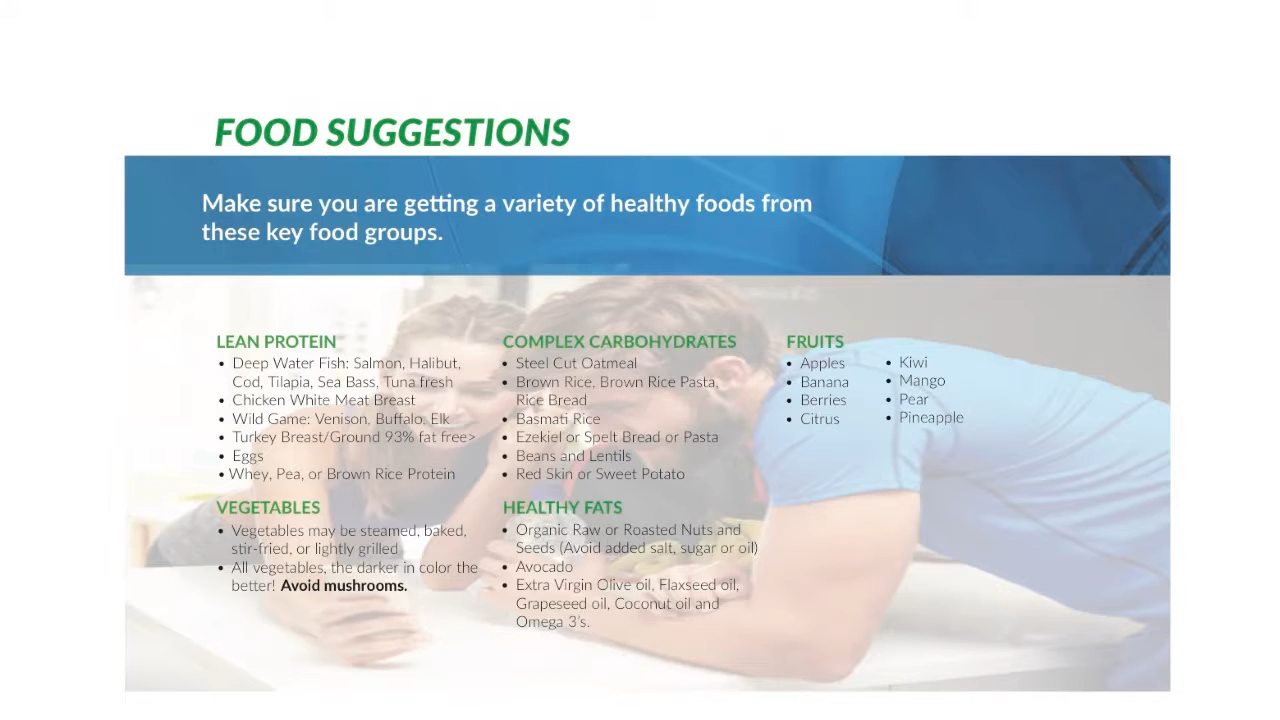 FOOD SUGGESTIONS
Make sure you are getting a variety of healthy foods from
these key food groups.
LEAN PROTEIN
• Deep Water Fish: Salmon, Halibut,
Cod, Tilapia, Sea Bass, Tuna fresh
• Chicken White Meat Breast
• Wild Game: Venison, Buffalo, Elk
• Turkey Breast/Ground 93% fat free>
• Eggs
• Whey, Pea, or Brown Rice Protein
VEGETABLES
• Vegetables may be steamed, baked,
stir-fried, or lightly grilled
• All vegetables, the darker in color the
better! Avoid mushrooms.
COMPLEX CARBOHYDRATES
• Steel Cut Oatmeal
• Brown Rice, Brown Rice Pasta,
Rice Bread
• Basmati Rice
• Ezekiel or Spelt Bread or Pasta
• Beans and Lentils
• Red Skin or Sweet Potato
HEALTHY FATS
• Organic Raw or Roasted Nuts and
Seeds (Avoid added salt, sugar or oil)
• Avocado
• Extra Virgin Olive oil, Flaxseed oil,
Grapeseed oil, Coconut oil and
Omega 3's.
FRUITS
• Apples
• Banana
• Berries
• Citrus
• Kiwi
• Mango
• Pear
• Pineapple